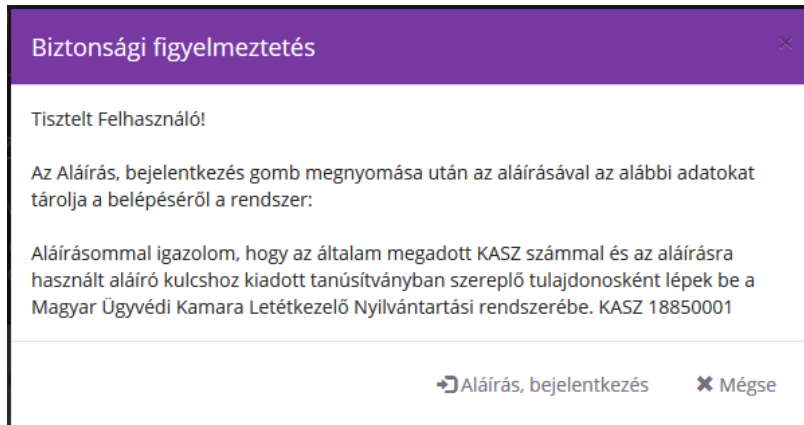 Biztonsági figyelmeztetés
Tisztelt Felhasználó!
Az Aláírás, bejelentkezés gomb megnyomása után az aláírásával az alábbi adatokat
tárolja a belépéséről a rendszer:
Aláírásommal igazolom, hogy az általam megadott KASZ számmal és az aláírásra
használt aláíró kulcshoz kiadott tanúsítványban szereplő tulajdonosként lépek be a
Magyar Ügyvédi Kamara Letétkezelő Nyilvántartási rendszerébe. KASZ 18850001
Aláírás, bejelentkezés Mégse